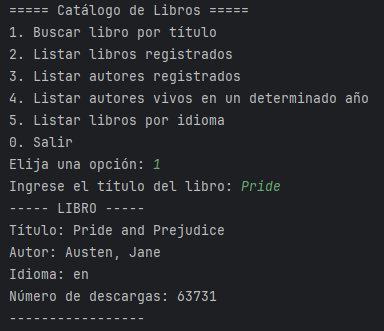 ===== Catálogo de Libros =====
1. Buscar libro por título
2. Listar libros registrados
3. Listar autores registrados
4. Listar autores vivos en un determinado año
5. Listar libros por idioma
0. Salir
Elija una opción: 1
Ingrese el título del libro: Pride
----- LIBRO -----
Título: Pride and Prejudice
Autor: Austen, Jane
Idioma: en
Número de descargas: 63731
-----------------